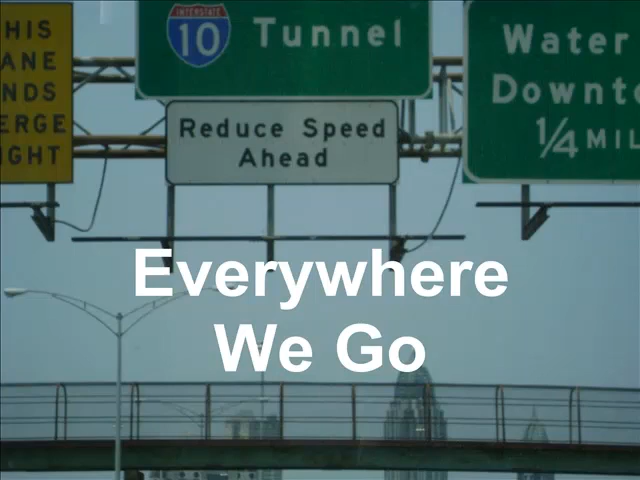 HIS
ANE
NDS
ERGE
IGHT
INTERSTATE
10 Tunnel
Reduce Speed
Ahead
Water
Downto
1/4 MIL
Everywhere
We Go